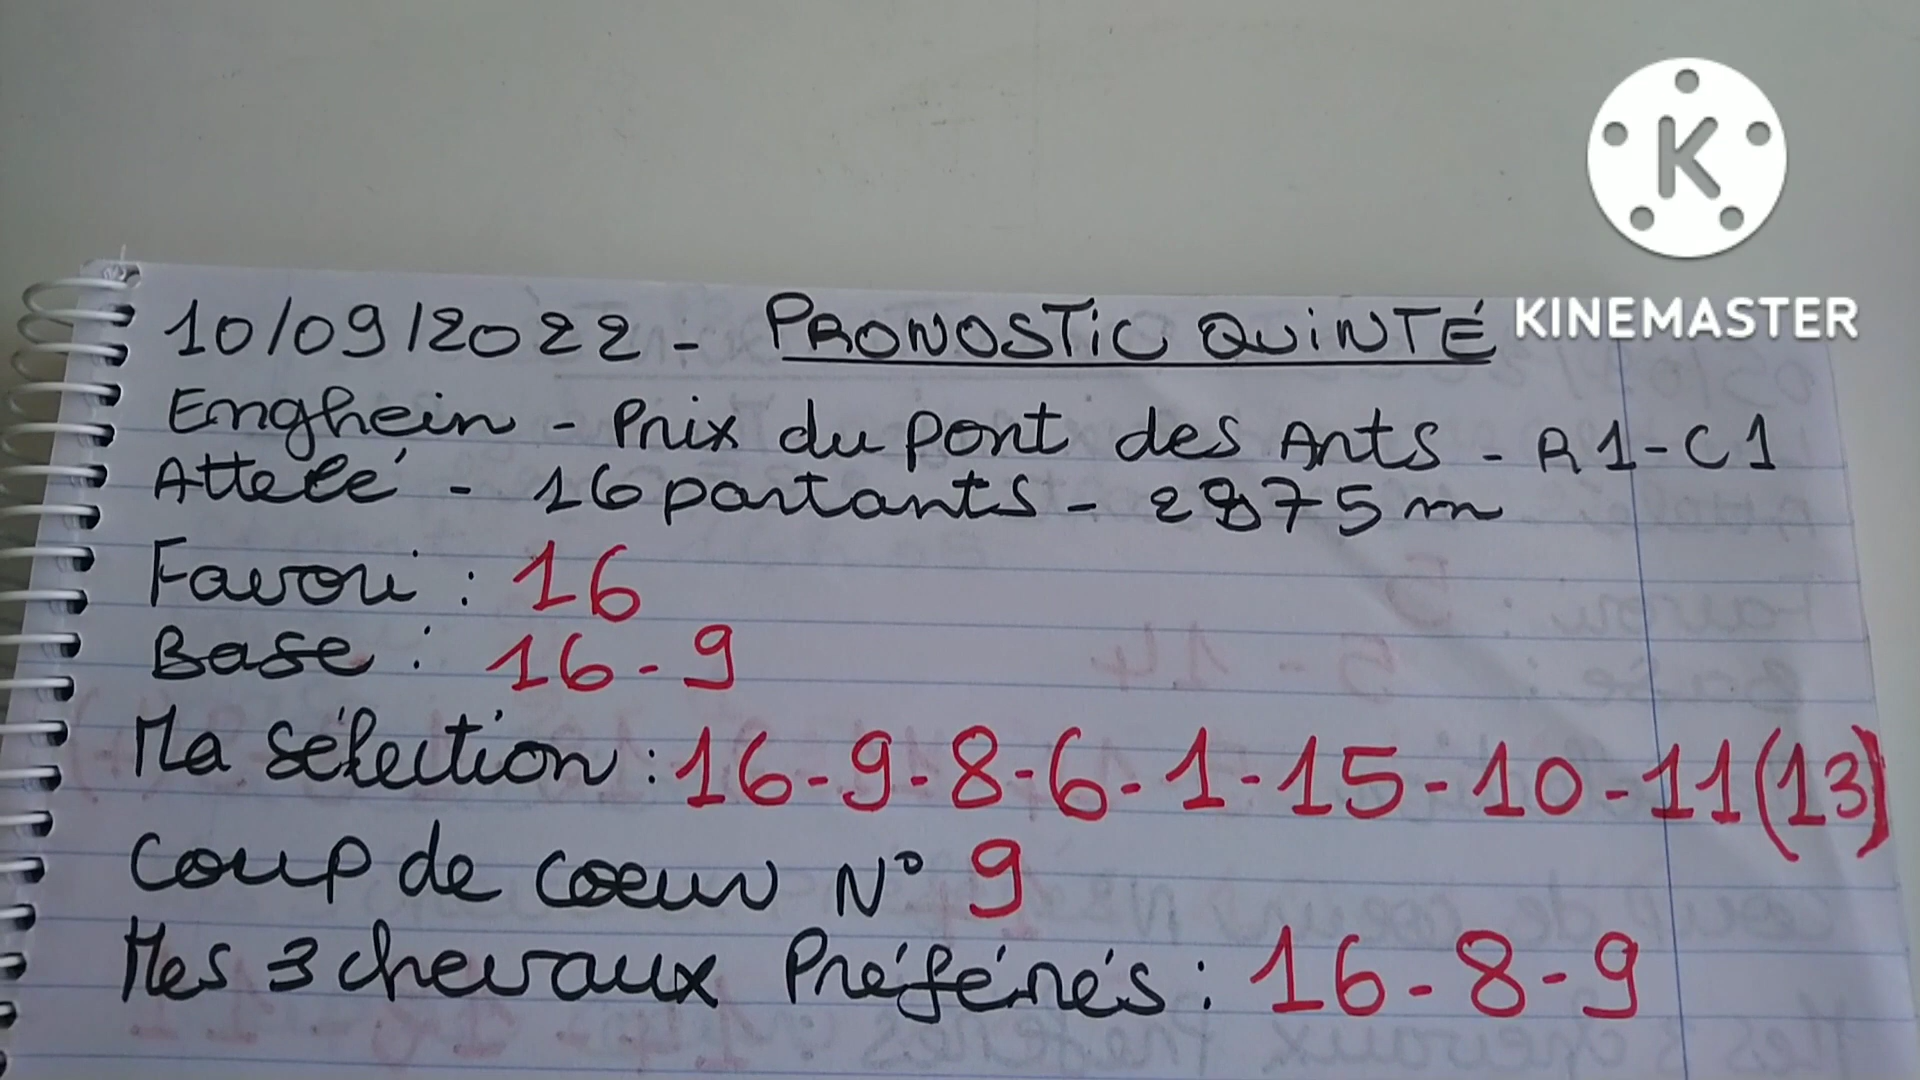 KINEMASTER
10/09/2022 - PRONOSTIC QUINTÉ
Enghein - Prix du Pont des Arts - R1-C1
Attelé - 16 partants - 2875m
Favori : 16
Base : 16 - 9
Ma sélection : 16 - 9 - 8 - 6 - 1 - 15 - 10 - 11 (13)
Coup de coeur N° 9
Mes 3 chevaux Préférés : 16 - 8 - 9